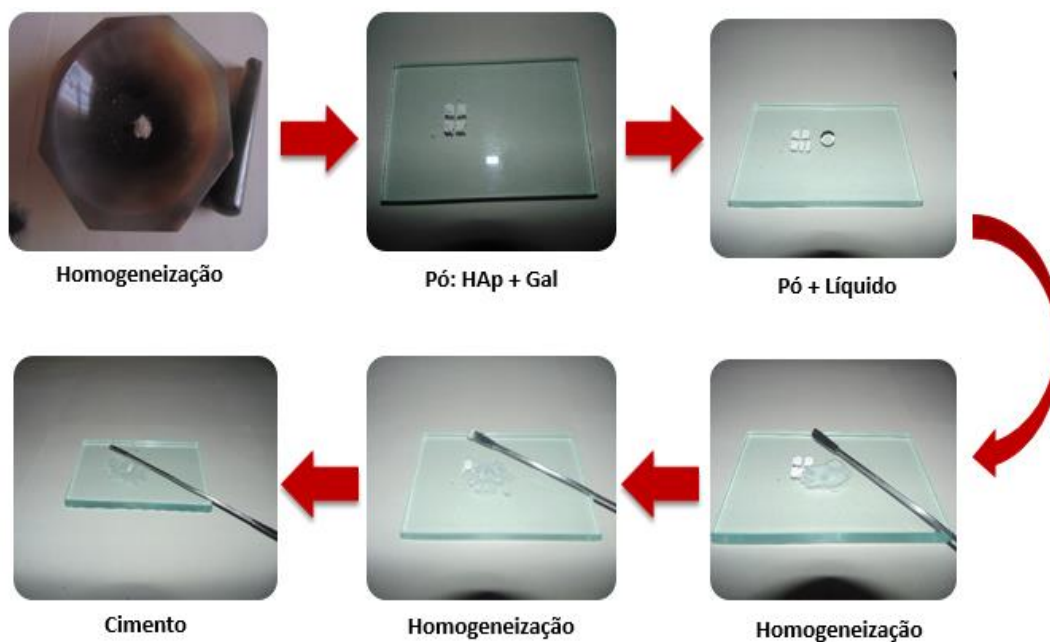 Homogeneização
Pó: HAp + Gal
Pó + Líquido
Homogeneização
Homogeneização
Cimento